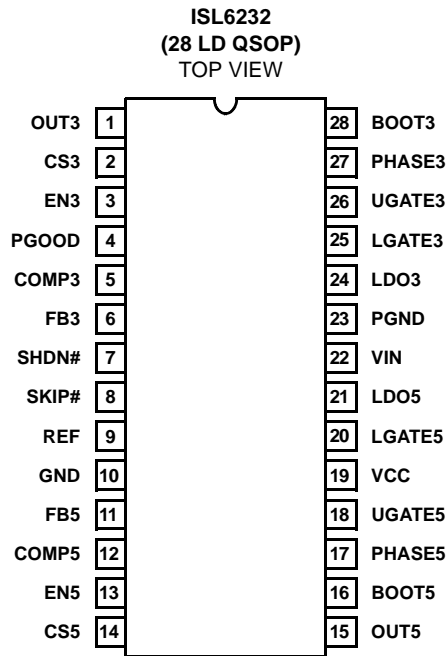 ISL6232
(28 LD QSOP)
TOP VIEW
OUT3 1 28 BOOT3
CS3 2 27 PHASE3
EN3 3 26 UGATE3
PGOOD 4 25 LGATE3
COMP3 5 24 LDO3
FB3 6 23 PGND
SHDN# 7 22 VIN
SKIP# 8 21 LDO5
REF 9 20 LGATE5
GND 10 19 VCC
FB5 11 18 UGATE5
COMP5 12 17 PHASE5
EN5 13 16 BOOT5
CS5 14 15 OUT5